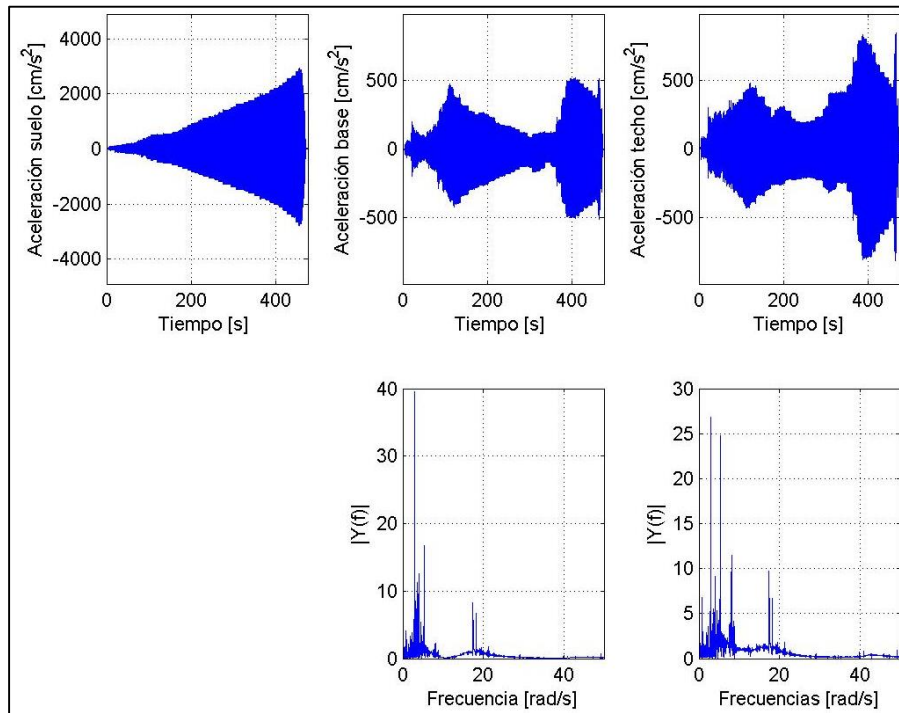 Aceleración suelo [cm/s²]
4000
2000
0
-2000
-4000
0 200 400
Tiempo [s]
Aceleración base [cm/s²]
500
0
-500
0 200 400
Tiempo [s]
Aceleración techo [cm/s²]
500
0
-500
0 200 400
Tiempo [s]
|Y(f)|
40
30
20
10
0
0 20 40
Frecuencia [rad/s]
|Y(f)|
30
25
20
15
10
5
0
0 20 40
Frecuencias [rad/s]